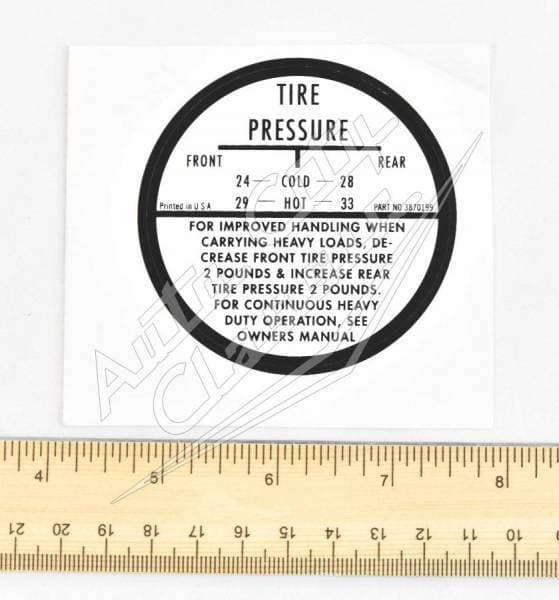 TIRE
PRESSURE
FRONT REAR
24 — COLD — 28
29 — HOT — 33
Printed in U S A PART NO 3870199
FOR IMPROVED HANDLING WHEN
CARRYING HEAVY LOADS, DE-
CREASE FRONT TIRE PRESSURE
2 POUNDS & INCREASE REAR
TIRE PRESSURE 2 POUNDS.
FOR CONTINUOUS HEAVY
DUTY OPERATION, SEE
OWNERS MANUAL
4 5 6 7 8
21 20 19 18 17 16 15 14 13 12 11 10 9